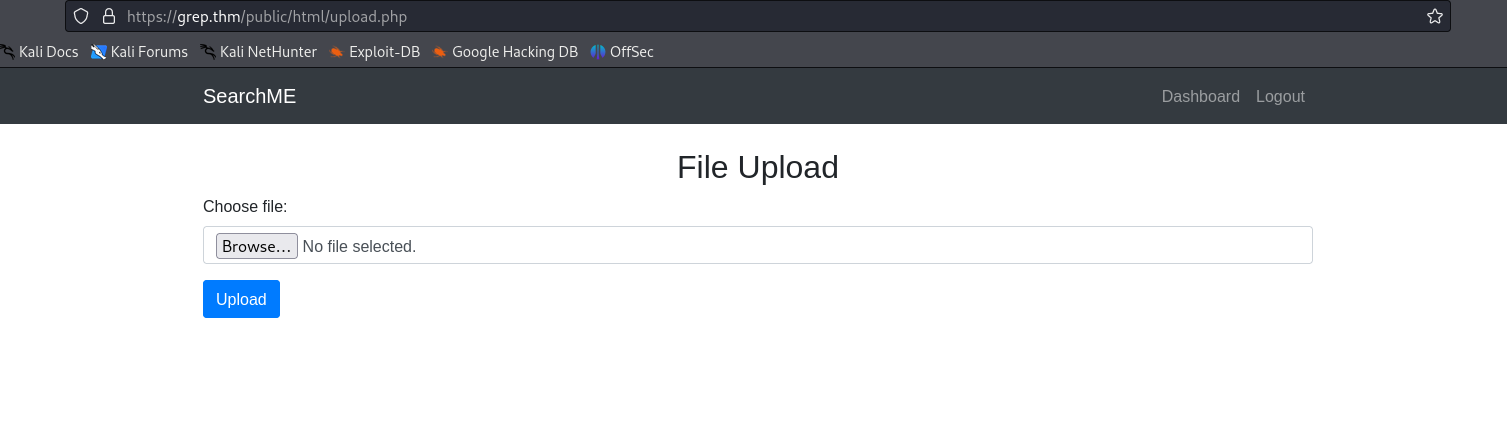 https://grep.thm/public/html/upload.php
Kali Docs Kali Forums Kali NetHunter Exploit-DB Google Hacking DB OffSec
SearchME Dashboard Logout
File Upload
Choose file:
Browse... No file selected.
Upload